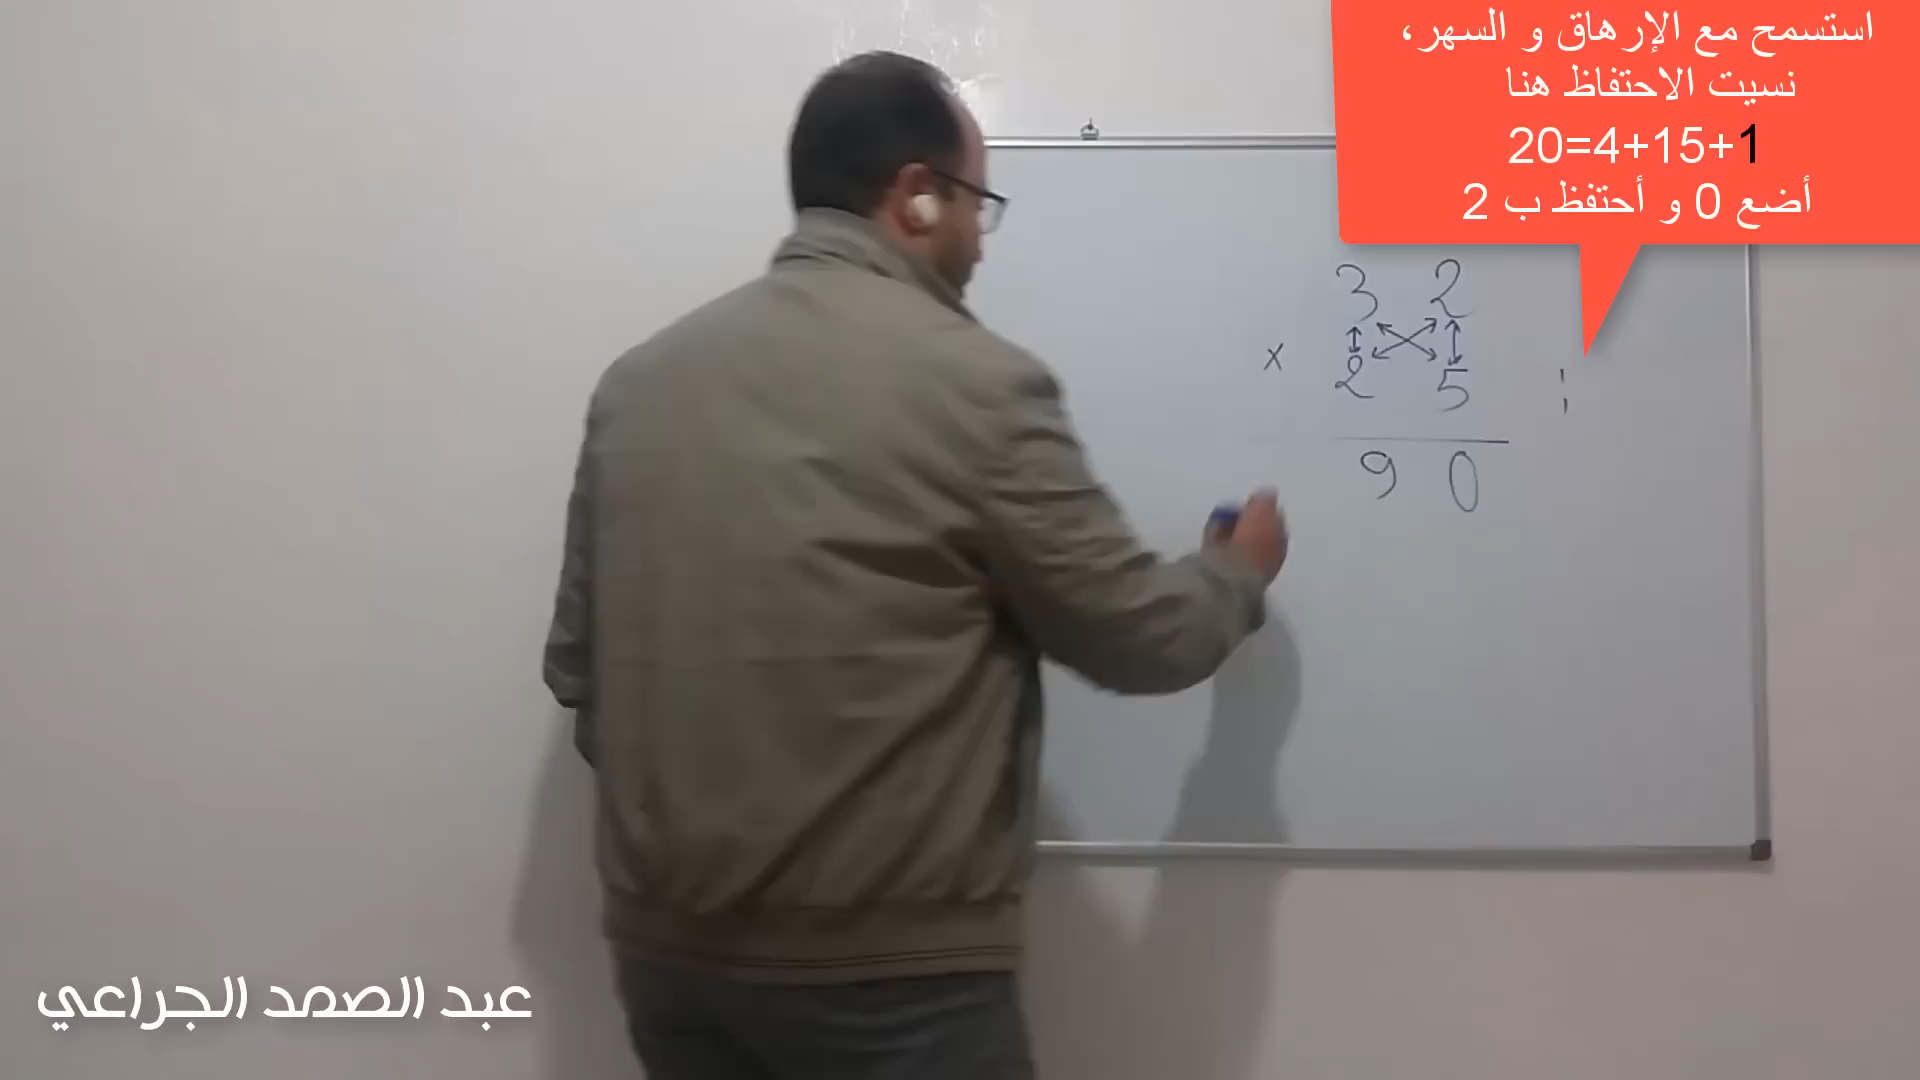 استسمح مع الإرهاق و السهر،
نسيت الاحتفاظ هنا
20=4+15+1
أضع 0 و أحتفظ ب 2
3 2
x
2 5
9 0
عبد الصمد الجراعي